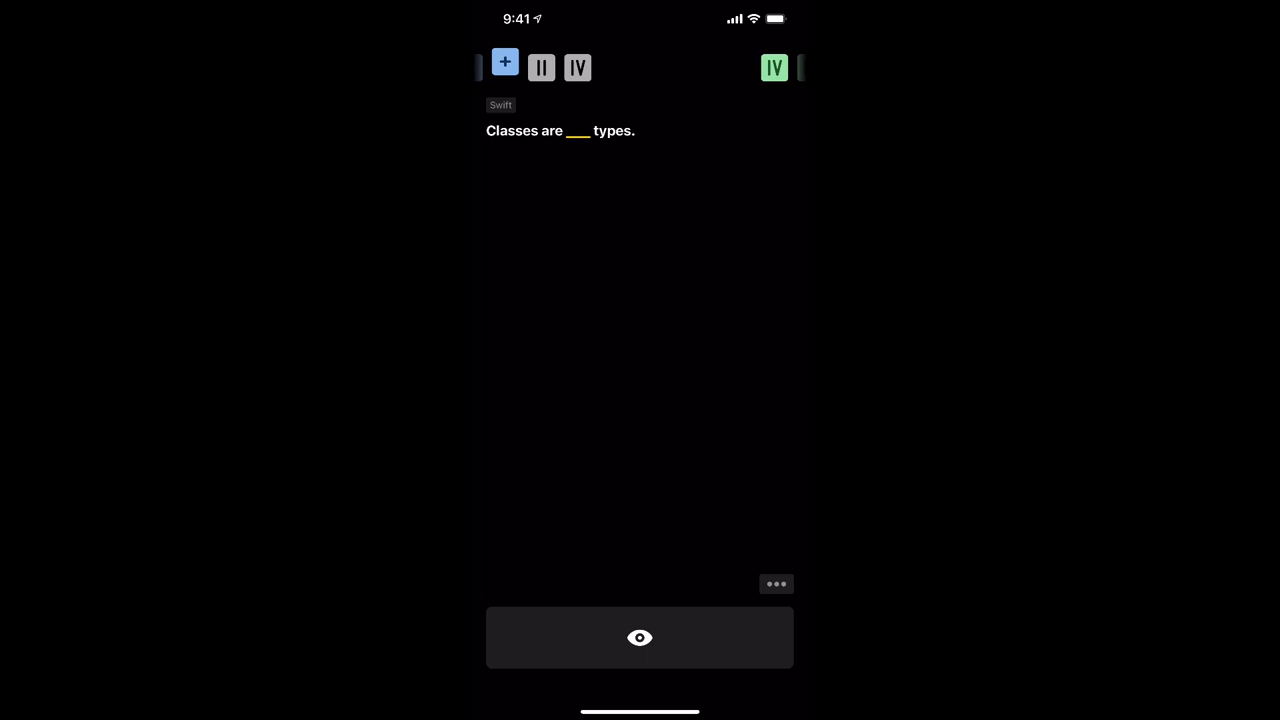 9:41
+ II IV IV
Swift
Classes are ___ types.